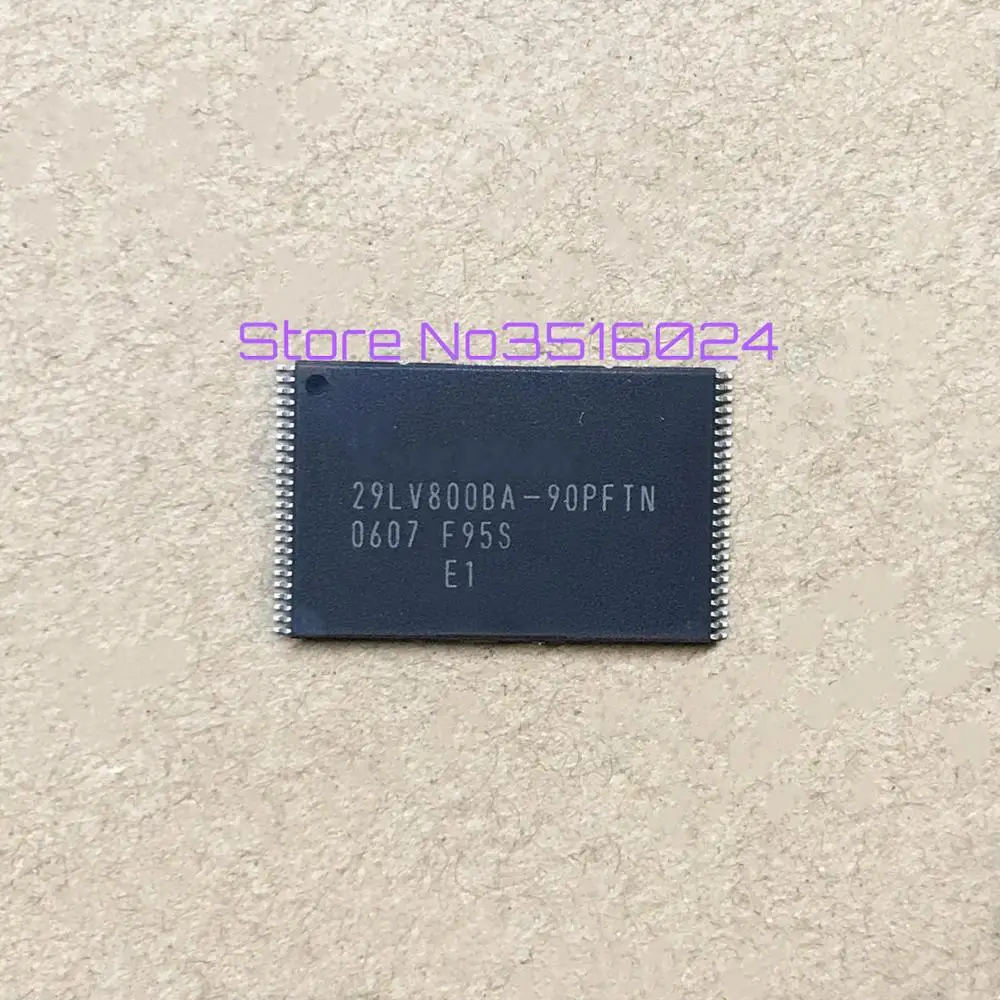 Store No3516024
29LV800BA-90PFTN
0607 F95S
E1